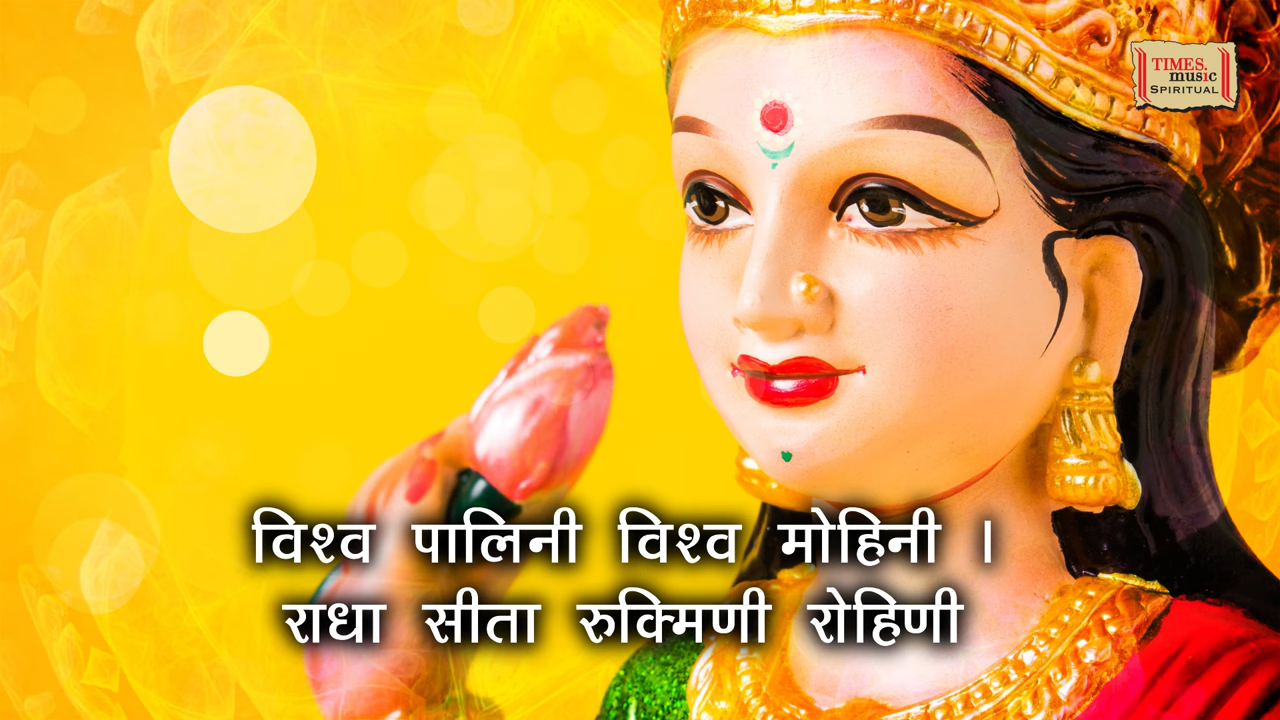 TIMES.
music
SPIRITUAL
विश्व पालिनी विश्व मोहिनी ।
राधा सीता रुक्मिणी रोहिणी